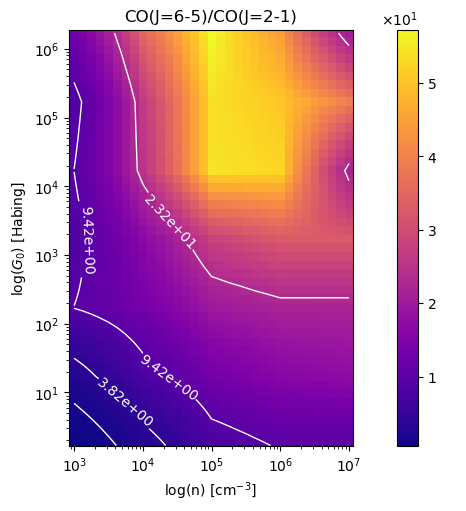 CO(J=6-5)/CO(J=2-1)
×10¹
10⁶
10⁵
10⁴
10³
10²
10¹
log(G₀) [Habing]
9.42e+00
2.32e+01
9.42e+00
3.82e+00
10³
10⁴
10⁵
10⁶
10⁷
log(n) [cm⁻³]
5
4
3
2
1